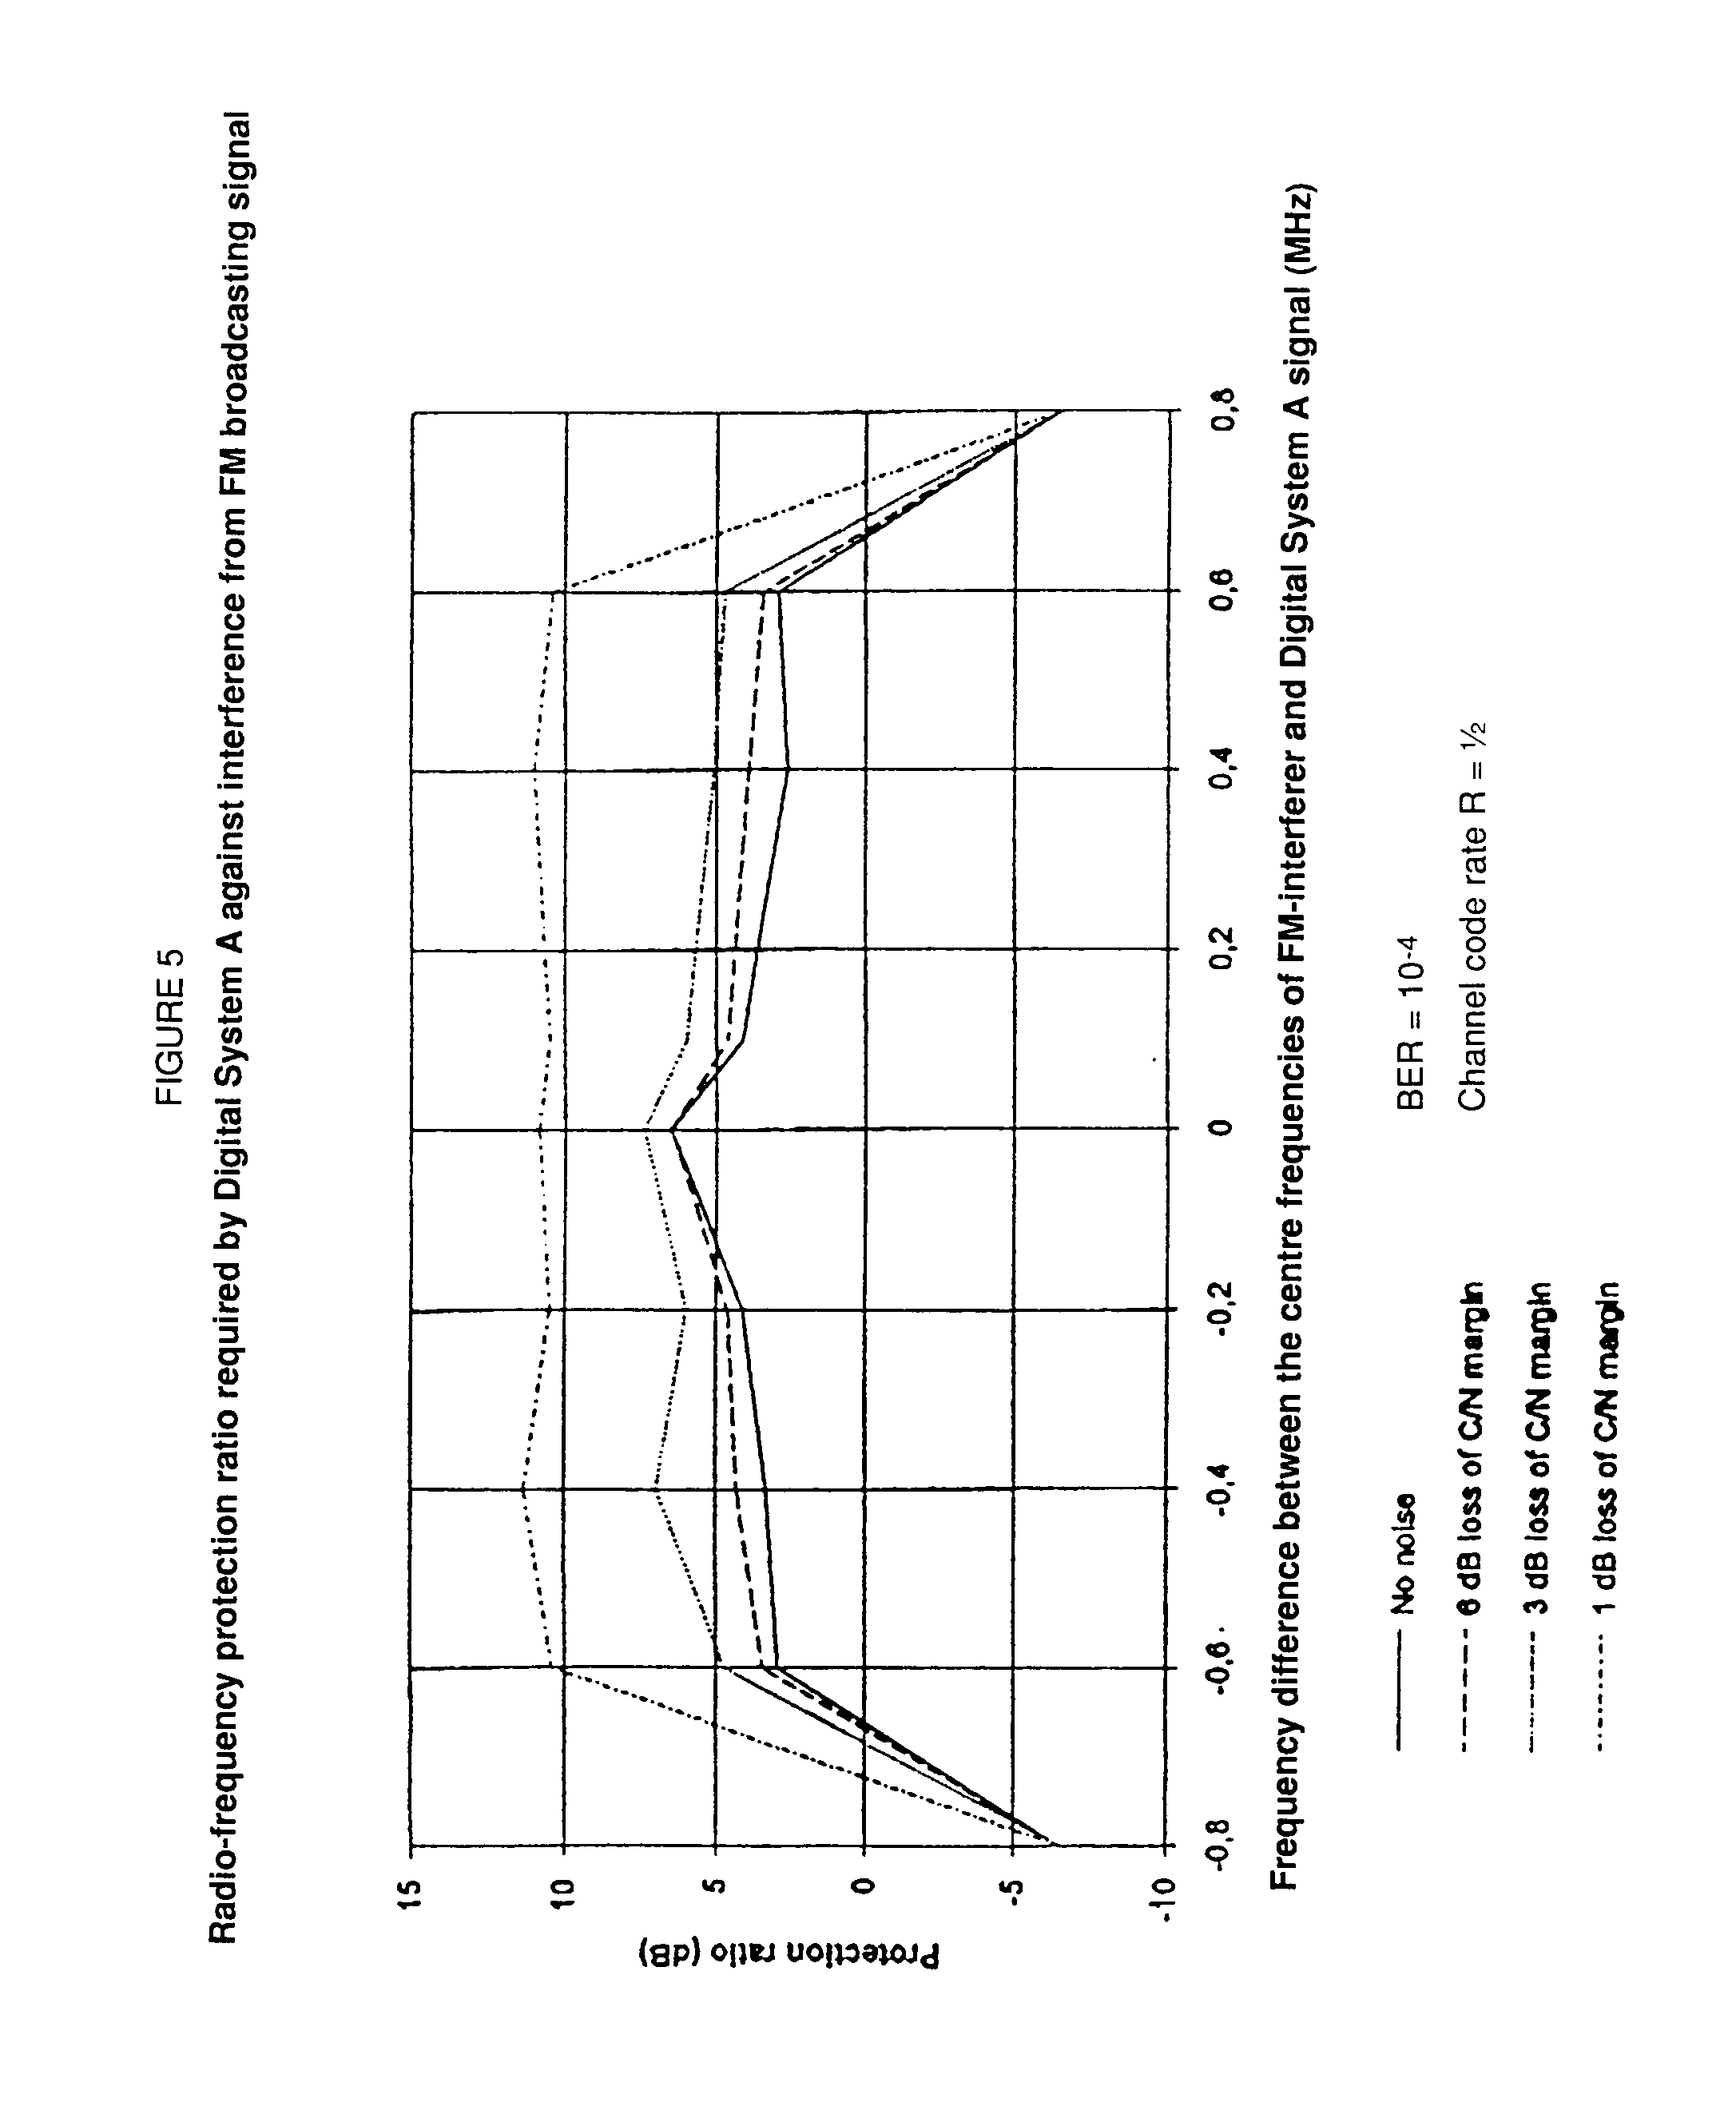 FIGURE 5
Radio-frequency protection ratio required by Digital System A against interference from FM broadcasting signal
Protection ratio (dB)
15
10
5
0
-5
-10
-0,8
-0,6
-0,4
-0,2
0
0,2
0,4
0,6
0,8
Frequency difference between the centre frequencies of FM-interferer and Digital System A signal (MHz)
No noise
6 dB loss of C/N margin
3 dB loss of C/N margin
1 dB loss of C/N margin
BER = 10-4
Channel code rate R = ½